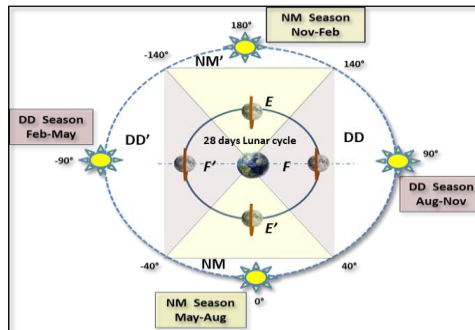 NM Season
Nov-Feb
180°
-140°
NM'
140°
E
DD Season
Feb-May
DD'
28 days Lunar cycle
DD
-90°
F'
F
90°
DD Season
Aug-Nov
E'
-40°
NM
40°
NM Season
May-Aug
0°